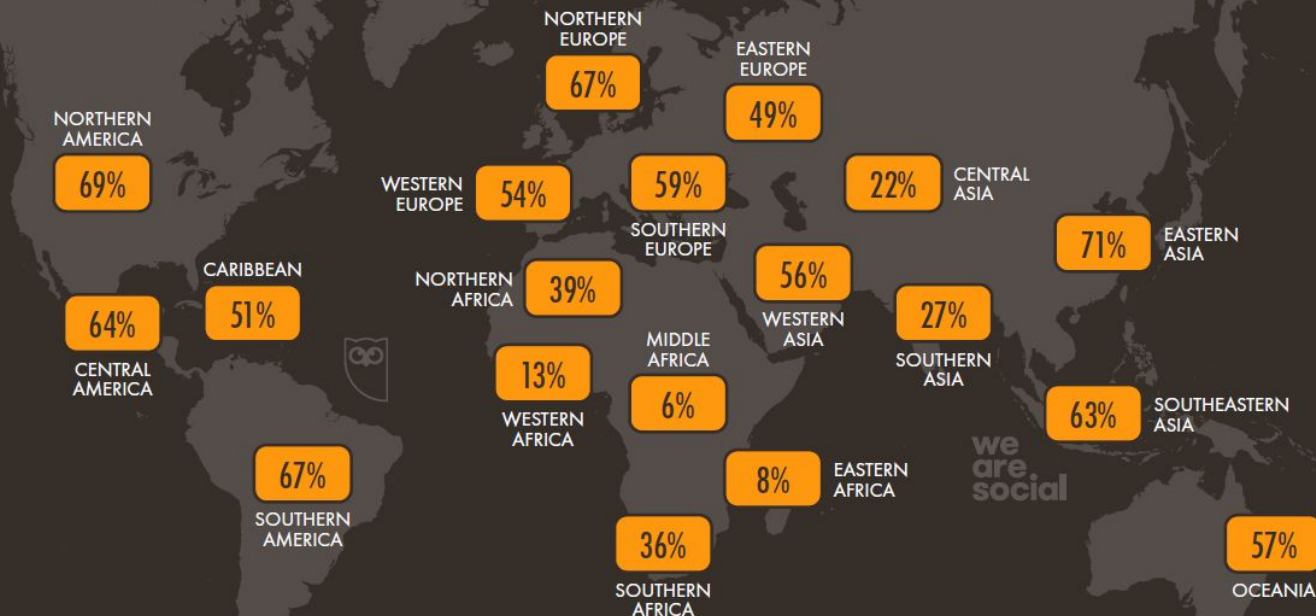 NORTHERN
EUROPE
67%
EASTERN
EUROPE
49%
NORTHERN
AMERICA
69%
WESTERN
EUROPE
54%
59%
SOUTHERN
EUROPE
22%
CENTRAL
ASIA
71%
EASTERN
ASIA
CARIBBEAN
51%
64%
CENTRAL
AMERICA
NORTHERN
AFRICA
39%
56%
WESTERN
ASIA
27%
SOUTHERN
ASIA
13%
WESTERN
AFRICA
MIDDLE
AFRICA
6%
63%
SOUTHEASTERN
ASIA
we
are
social
67%
SOUTHERN
AMERICA
8%
EASTERN
AFRICA
36%
SOUTHERN
AFRICA
57%
OCEANIA